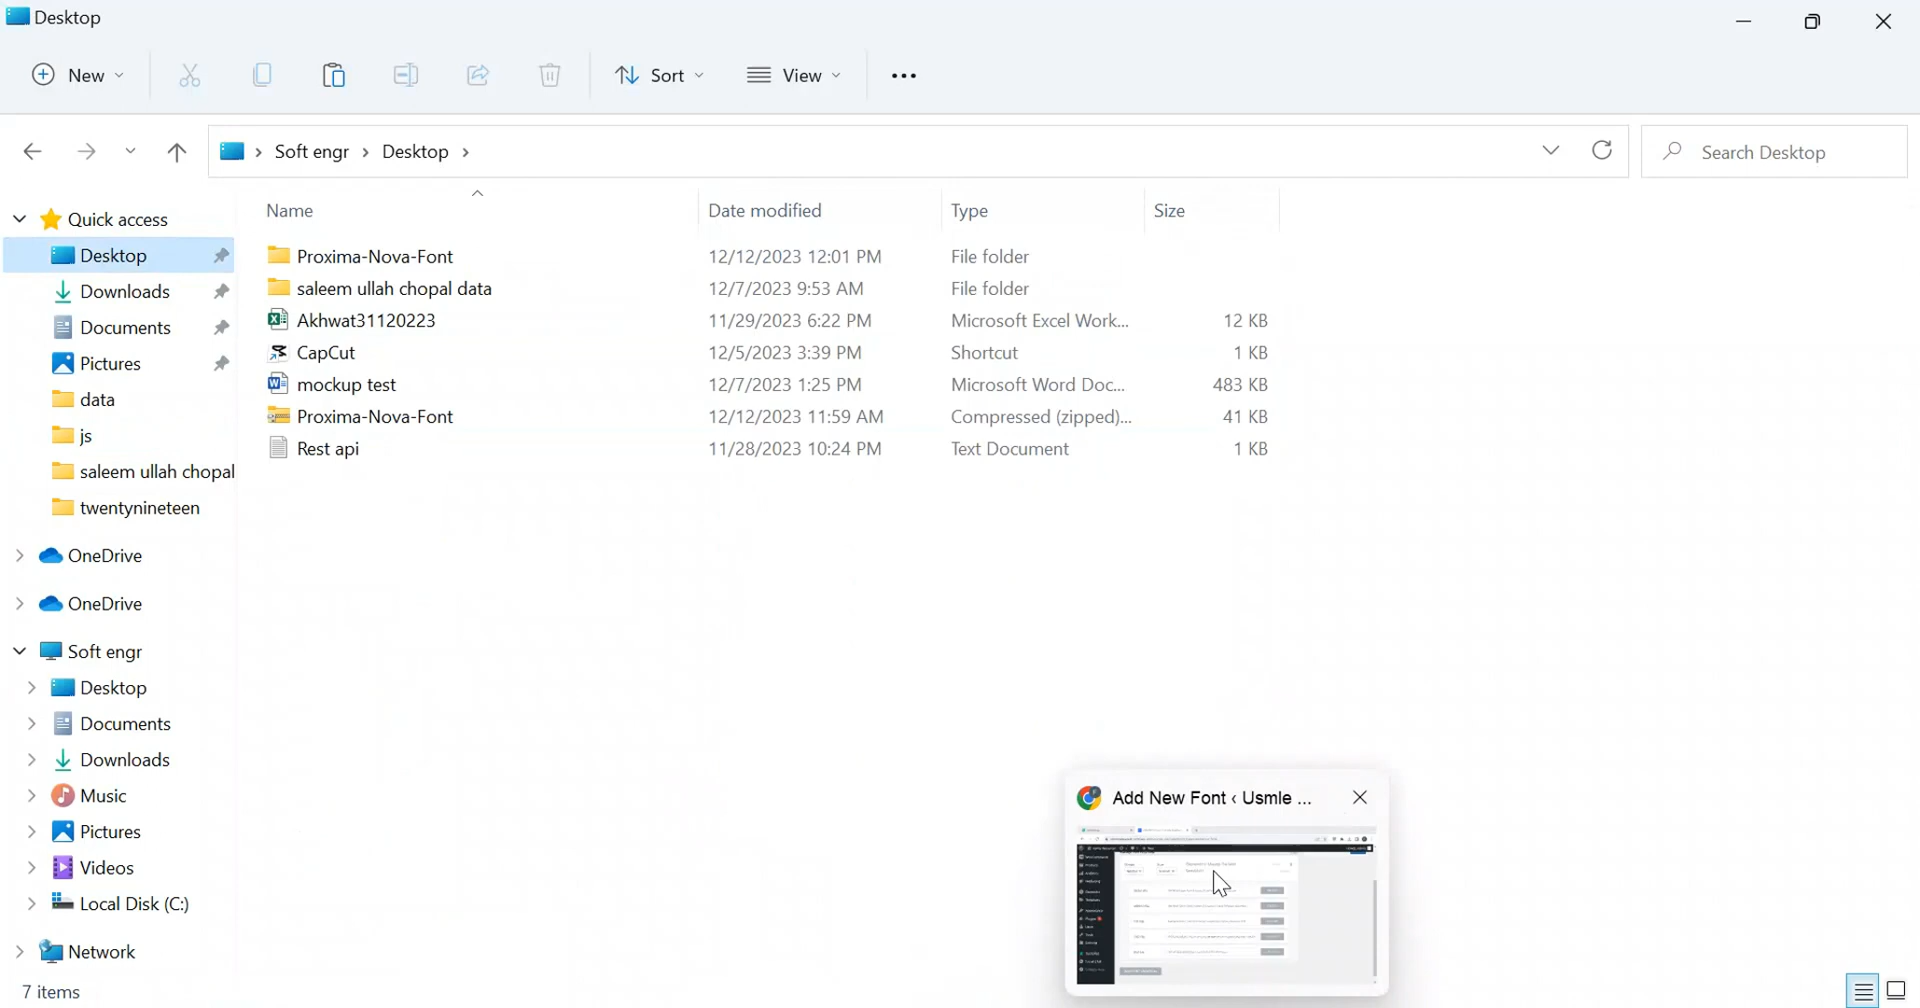 Desktop
New
Sort
View
Soft engr > Desktop >
Search Desktop
Name Date modified Type Size
Quick access
Desktop
Downloads
Documents
Pictures
data
js
saleem ullah chopal
twentynineteen
OneDrive
OneDrive
Soft engr
Desktop
Documents
Downloads
Music
Pictures
Videos
Local Disk (C:)
Network
Proxima-Nova-Font 12/12/2023 12:01 PM File folder
saleem ullah chopal data 12/7/2023 9:53 AM File folder
Akhwat31120223 11/29/2023 6:22 PM Microsoft Excel Work... 12 KB
CapCut 12/5/2023 3:39 PM Shortcut 1 KB
mockup test 12/7/2023 1:25 PM Microsoft Word Doc... 483 KB
Proxima-Nova-Font 12/12/2023 11:59 AM Compressed (zipped)... 41 KB
Rest api 11/28/2023 10:24 PM Text Document 1 KB
Add New Font ‹ Usmle ...
7 items